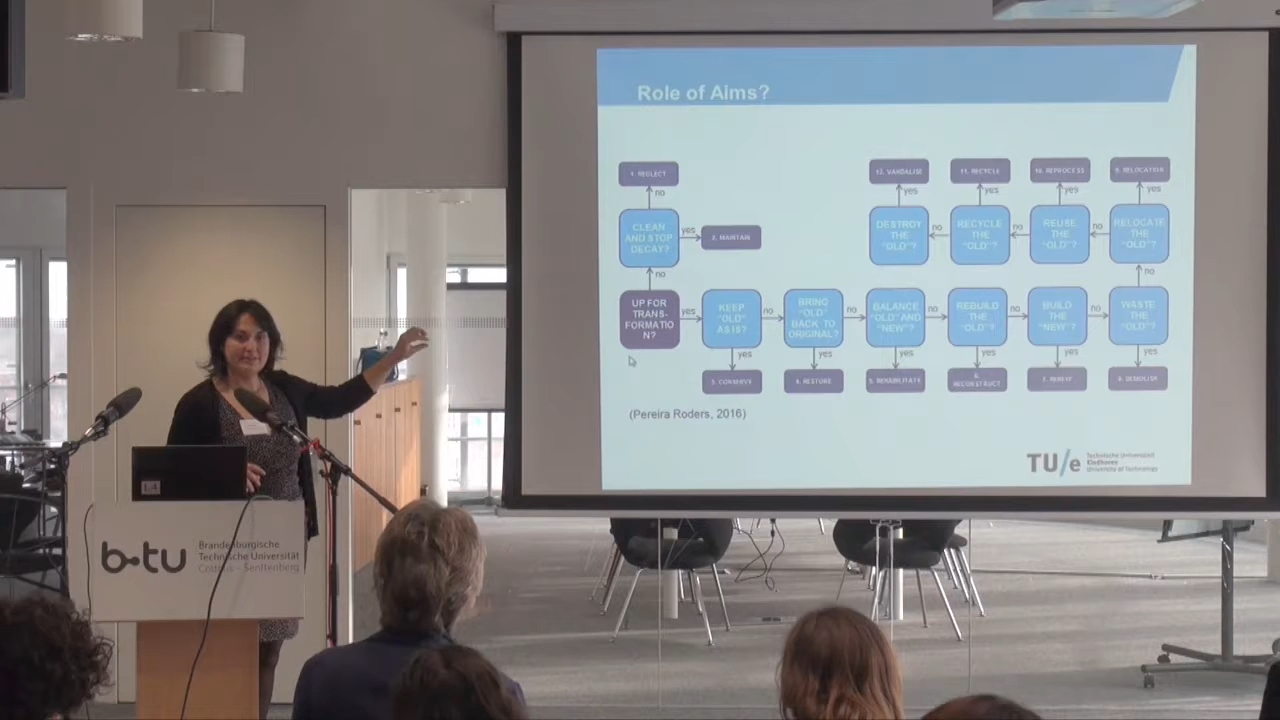 Role of Aims?
1. NEGLECT
12. VANDALISE
11. RECYCLE
10. REPROCESS
9. RELOCATION
no
yes
yes
yes
yes
CLEAN
AND STOP
DECAY?
yes
2. MAINTAIN
DESTROY
THE
"OLD"?
no
RECYCLE
THE
"OLD"?
no
REUSE
THE
"OLD"?
no
RELOCATE
THE
"OLD"?
no
no
UP FOR
TRANS-
FORMATIO
N?
yes
KEEP
"OLD"
AS IS?
no
BRING
"OLD"
BACK TO
ORIGINAL?
no
BALANCE
"OLD" AND
"NEW"?
no
REBUILD
THE
"OLD"?
no
BUILD
THE
"NEW"?
no
WASTE
THE
"OLD"?
yes
yes
yes
yes
yes
yes
3. CONSERVE
4. RESTORE
5. REHABILITATE
6.
RECONSTRUCT
8. DEMOLISH
(Pereira Roders, 2016)
TU/e
Technische Universiteit
Eindhoven
University of Technology
b-tu
Brandenburgische
Technische Universität
Cottbus - Senftenberg